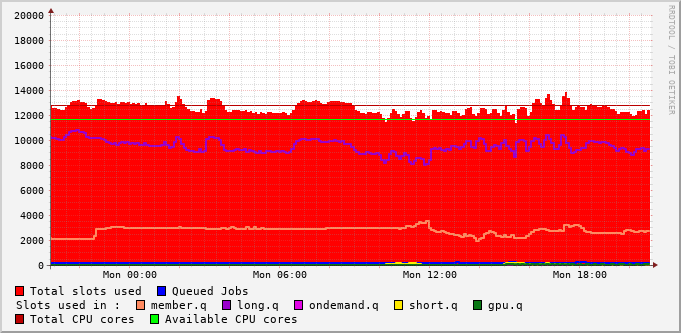 RRDTOOL / TOBI OETIKER
20000
18000
16000
14000
12000
10000
8000
6000
4000
2000
0
Mon 00:00 Mon 06:00 Mon 12:00 Mon 18:00
Total slots used Queued Jobs
Slots used in : member.q long.q ondemand.q short.q gpu.q
Total CPU cores Available CPU cores